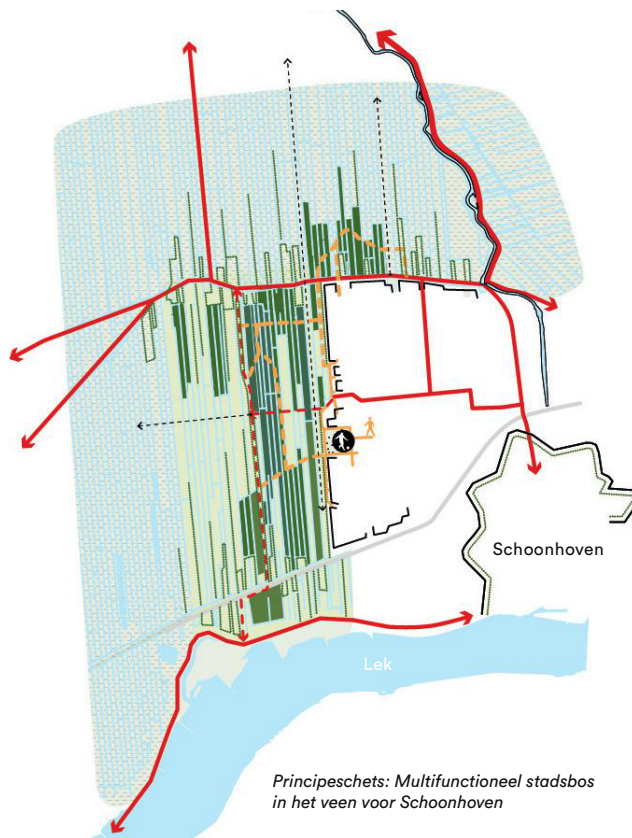 Schoonhoven
Lek
Principeschets: Multifunctioneel stadsbos
in het veen voor Schoonhoven